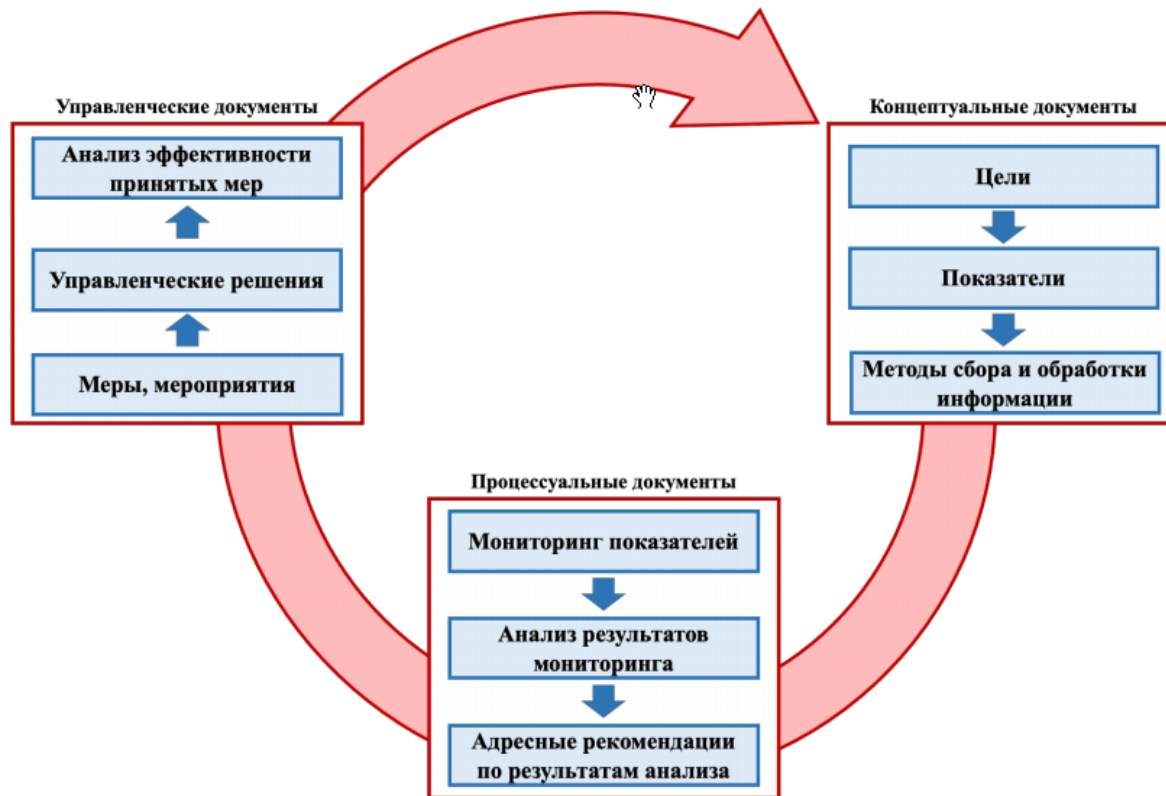 Управленческие документы
Анализ эффективности
принятых мер
Управленческие решения
Меры, мероприятия
Концептуальные документы
Цели
Показатели
Методы сбора и обработки
информации
Процессуальные документы
Мониторинг показателей
Анализ результатов
мониторинга
Адресные рекомендации
по результатам анализа